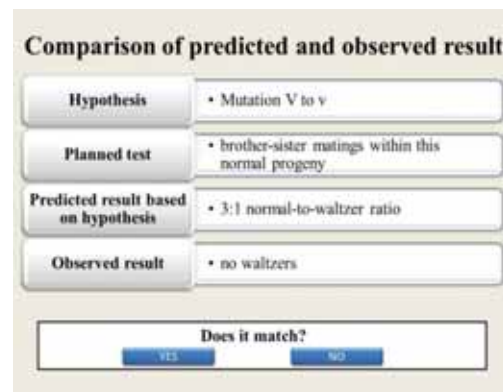 Comparison of predicted and observed result
Hypothesis
• Mutation V to v
Planned test
• brother-sister matings within this
normal progeny
Predicted result based
on hypothesis
• 3:1 normal-to-waltzer ratio
Observed result
• no waltzers
Does it match?
YES
NO